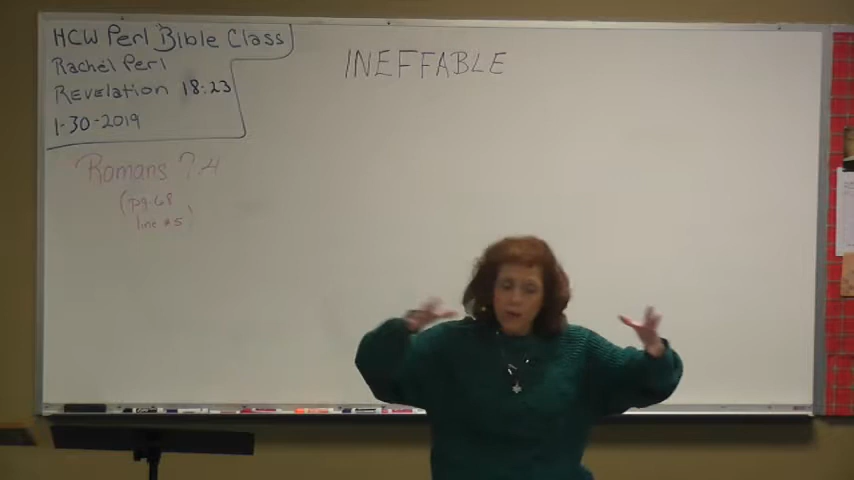 HCW Perl Bible Class
Rachel Perl
Revelation 18:23
1-30-2019
INEFFABLE
Romans 7:4
(pg. 68
line #5)